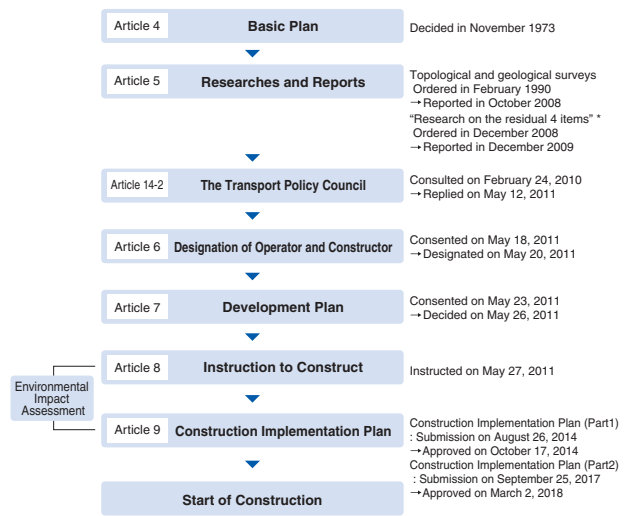 Article 4
Basic Plan
Decided in November 1973
Article 5
Researches and Reports
Topological and geological surveys
Ordered in February 1990
→Reported in October 2008
“Research on the residual 4 items” *
Ordered in December 2008
→Reported in December 2009
Article 14-2
The Transport Policy Council
Consulted on February 24, 2010
→Replied on May 12, 2011
Article 6
Designation of Operator and Constructor
Consented on May 18, 2011
→Designated on May 20, 2011
Article 7
Development Plan
Consented on May 23, 2011
→Decided on May 26, 2011
Article 8
Instruction to Construct
Instructed on May 27, 2011
Environmental
Impact
Assessment
Article 9
Construction Implementation Plan
Construction Implementation Plan (Part1)
: Submission on August 26, 2014
→Approved on October 17, 2014
Construction Implementation Plan (Part2)
: Submission on September 25, 2017
→Approved on March 2, 2018
Start of Construction